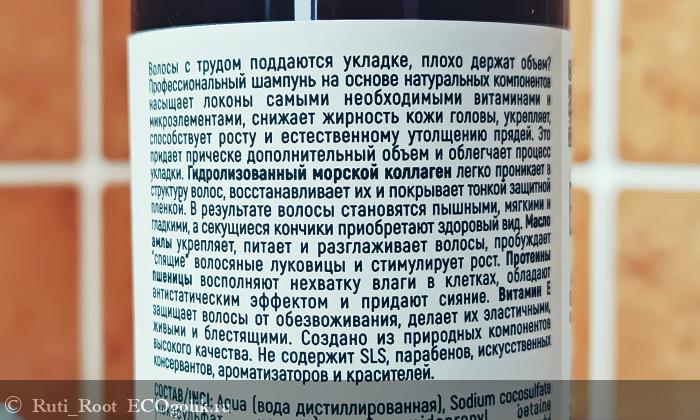 Волосы с трудом поддаются укладке, плохо держат объем?
Профессиональный шампунь на основе натуральных компонентов
насыщает локоны самыми необходимыми витаминами и
микроэлементами, снижает жирность кожи головы, укрепляет,
способствует росту и естественному утолщению прядей. Это
придает прическе дополнительный объем и облегчает процесс
укладки. Гидролизованный морской коллаген легко проникает в
структуру волос, восстанавливает их и покрывает тонкой защитной
пленкой. В результате волосы становятся пышными, мягкими и
гладкими, а секущиеся кончики приобретают здоровый вид. Масло
амлы укрепляет, питает и разглаживает волосы, пробуждает
"спящие" волосяные луковицы и стимулирует рост. Протеины
пшеницы восполняют нехватку влаги в клетках, обладают
антистатическим эффектом и придают сияние. Витамин Е
защищает волосы от обезвоживания, делает их эластичными,
живыми и блестящими. Создано из природных компонентов
высокого качества. Не содержит SLS, парабенов, искусственных
консервантов, ароматизаторов и красителей.
СОСТАВ/INCI: Aqua (вода дистиллированная), Sodium cocosulfate
betaine
© Ruti_Root ECOgolik.ru